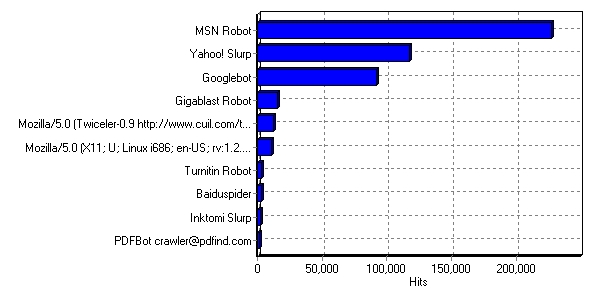 MSN Robot
Yahoo! Slurp
Googlebot
Gigablast Robot
Mozilla/5.0 (Twiceler-0.9 http://www.cuil.com/t...
Mozilla/5.0 (X11; U; Linux i686; en-US; rv:1.2....
Turnitin Robot
Baiduspider
Inktomi Slurp
PDFBot crawler@pdfind.com
0 50,000 100,000 150,000 200,000
Hits